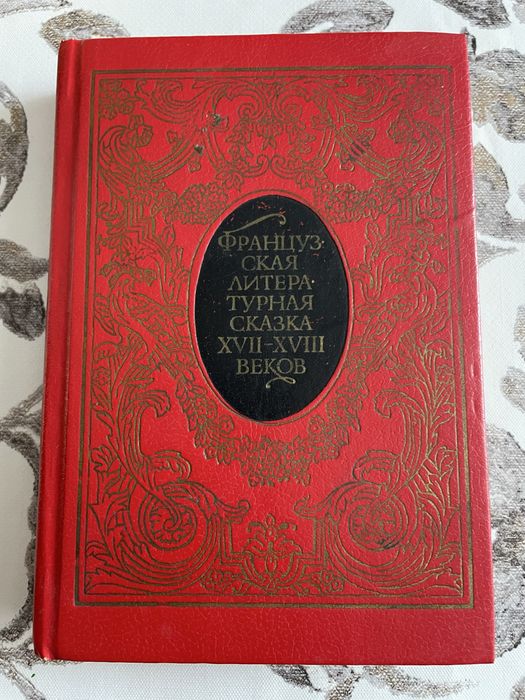 ФРАНЦУЗ-
СКАЯ
ЛИТЕРА-
ТУРНАЯ
СКАЗКА
XVII-XVIII
ВЕКОВ